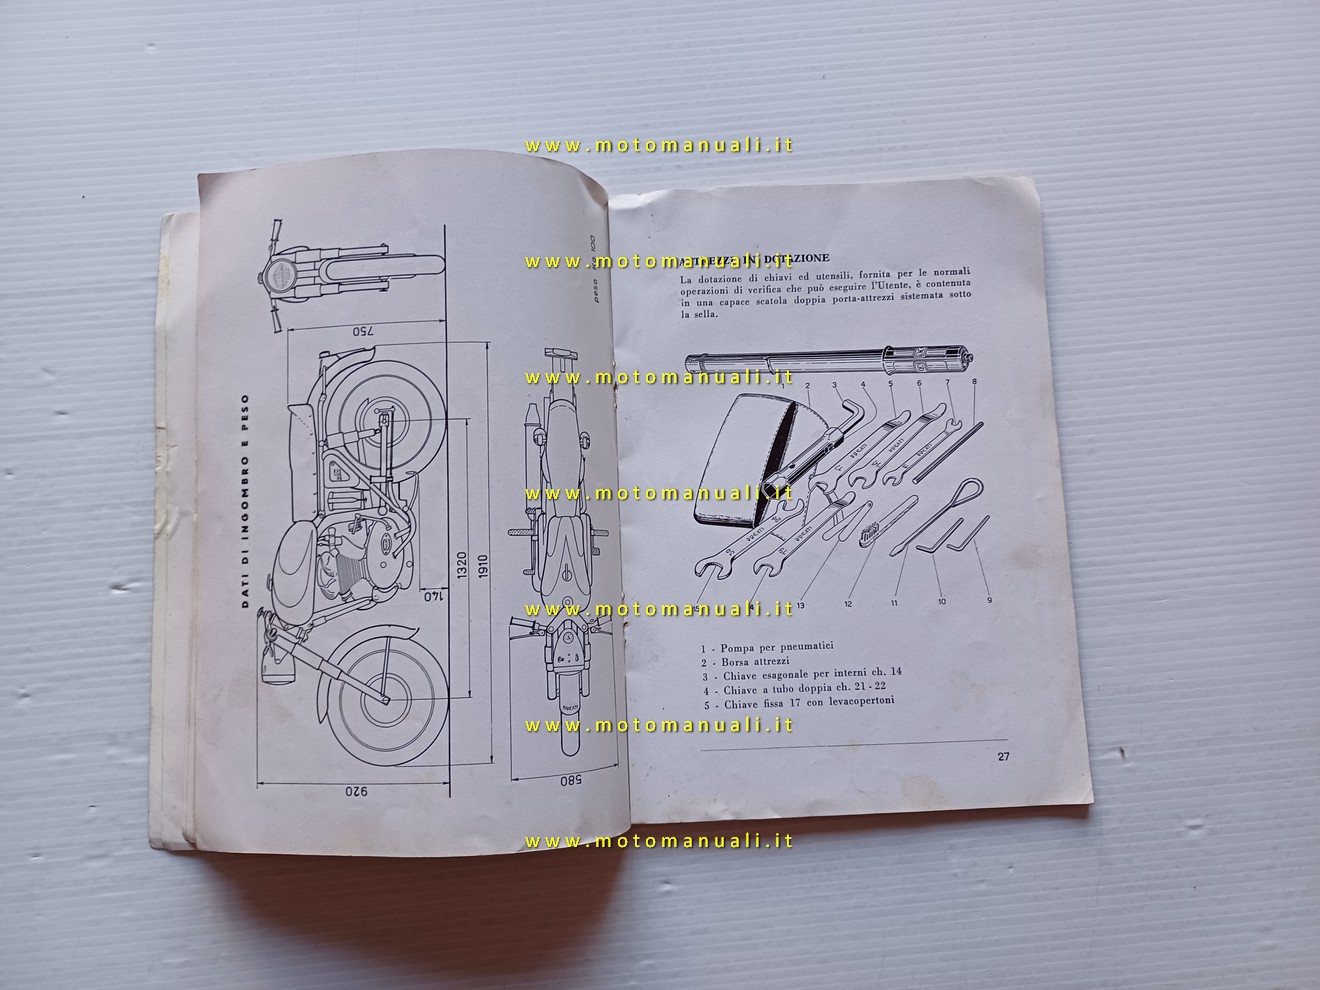 www.motomanuali.it
www.motomanuali.it
www.motomanuali.it
www.motomanuali.it
www.motomanuali.it
www.motomanuali.it
www.motomanuali.it
DATI DI INGOMBRO E PESO
750
140
1320
1910
920
580
peso
100
IN DOTAZIONE
La dotazione di chiavi ed utensili, fornita per le normali
operazioni di verifica che può eseguire l'Utente, è contenuta
in una capace scatola doppia porta-attrezzi sistemata sotto
la sella.
1 2 3 4 5 6 7 8
13 12 11 10 9
1 - Pompa per pneumatici
2 - Borsa attrezzi
3 - Chiave esagonale per interni ch. 14
4 - Chiave a tubo doppia ch. 21 - 22
5 - Chiave fissa 17 con levacopertoni
27